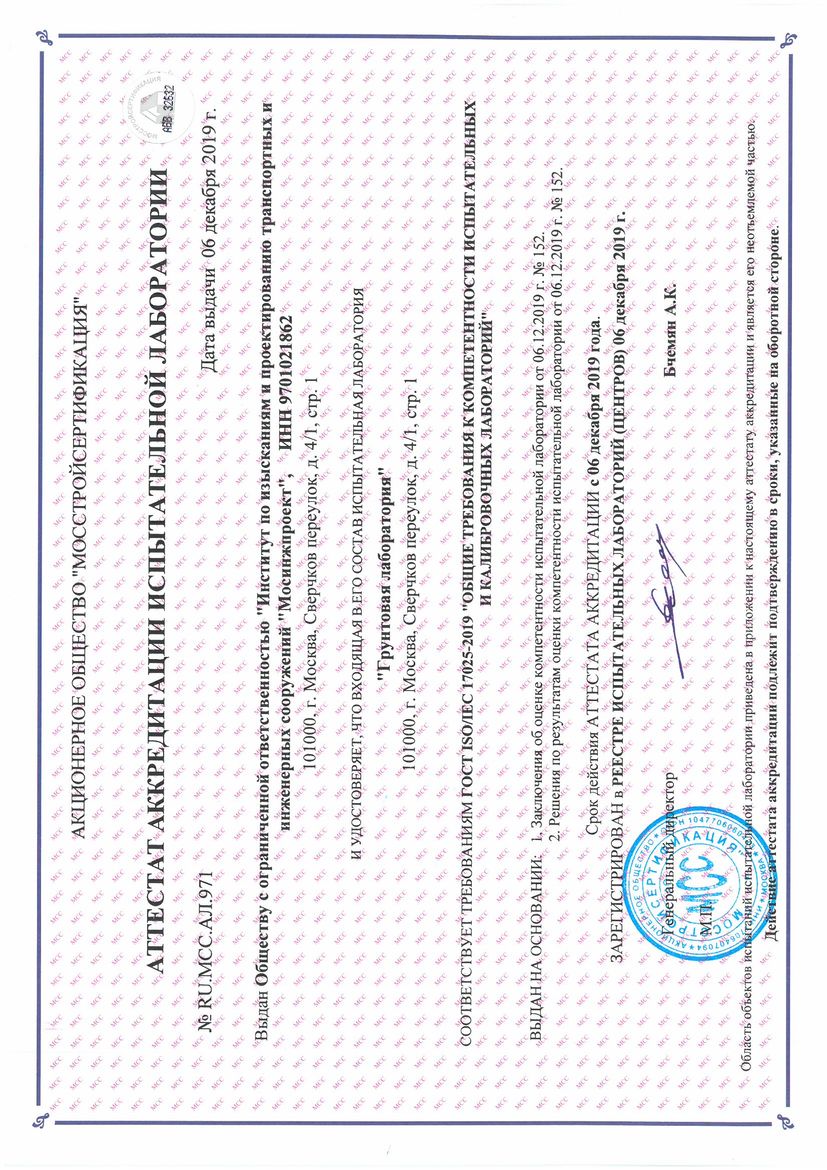 АКЦИОНЕРНОЕ ОБЩЕСТВО "МОССТРОЙСЕРТИФИКАЦИЯ"
МОССТРОЙСЕРТИФИКАЦИЯ
АБВ 32632
АТТЕСТАТ АККРЕДИТАЦИИ ИСПЫТАТЕЛЬНОЙ ЛАБОРАТОРИИ
№ RU.МСС.АЛ.971 Дата выдачи 06 декабря 2019 г.
Выдан Обществу с ограниченной ответственностью "Институт по изысканиям и проектированию транспортных и
инженерных сооружений "Мосинжпроект", ИНН 9701021862
101000, г. Москва, Сверчков переулок, д. 4/1, стр. 1
И УДОСТОВЕРЯЕТ, ЧТО ВХОДЯЩАЯ В ЕГО СОСТАВ ИСПЫТАТЕЛЬНАЯ ЛАБОРАТОРИЯ
"Грунтовая лаборатория"
101000, г. Москва, Сверчков переулок, д. 4/1, стр. 1
СООТВЕТСТВУЕТ ТРЕБОВАНИЯМ ГОСТ ISO/IEC 17025-2019 "ОБЩИЕ ТРЕБОВАНИЯ К КОМПЕТЕНТНОСТИ ИСПЫТАТЕЛЬНЫХ
И КАЛИБРОВОЧНЫХ ЛАБОРАТОРИЙ"
ВЫДАН НА ОСНОВАНИИ: 1. Заключения об оценке компетентности испытательной лаборатории от 06.12.2019 г. № 152.
2. Решения по результатам оценки компетентности испытательной лаборатории от 06.12.2019 г. № 152.
Срок действия АТТЕСТАТА АККРЕДИТАЦИИ с 06 декабря 2019 года.
ЗАРЕГИСТРИРОВАН в РЕЕСТРЕ ИСПЫТАТЕЛЬНЫХ ЛАБОРАТОРИЙ (ЦЕНТРОВ) 06 декабря 2019 г.
Генеральный директор Бчемян А.К.
М.П.
АКЦИОНЕРНОЕ ОБЩЕСТВО
"МОССТРОЙСЕРТИФИКАЦИЯ"
МСС
МОСКВА
Область объектов испытаний испытательной лаборатории приведена в приложении к настоящему аттестату аккредитации и является его неотъемлемой частью.
Действие аттестата аккредитации подлежит подтверждению в сроки, указанные на оборотной стороне.